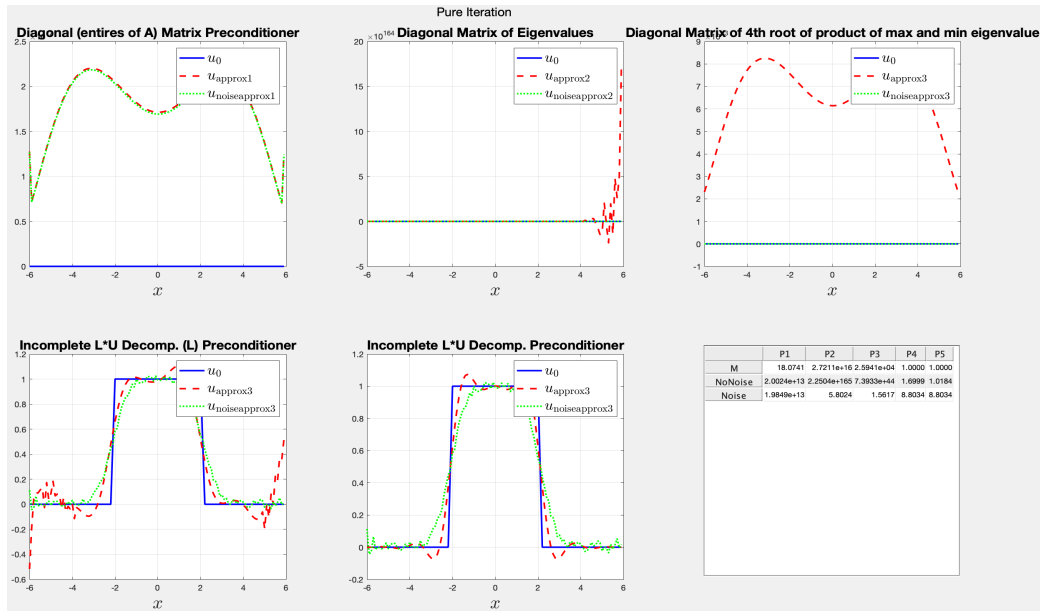 Pure Iteration
Diagonal (entires of A) Matrix Preconditioner
2.5
2
1.5
1
0.5
0
-6 -4 -2 0 2 4 6
x
u0
uapprox1
unoiseapprox1
Diagonal Matrix of Eigenvalues
×10^164
20
15
10
5
0
-5
-6 -4 -2 0 2 4 6
x
u0
uapprox2
unoiseapprox2
Diagonal Matrix of 4th root of product of max and min eigenvalue
9
8
7
6
5
4
3
2
1
0
-1
-6 -4 -2 0 2 4 6
x
u0
uapprox3
unoiseapprox3
Incomplete L*U Decomp. (L) Preconditioner
1.2
1
0.8
0.6
0.4
0.2
0
-0.2
-0.4
-0.6
-6 -4 -2 0 2 4 6
x
u0
uapprox3
unoiseapprox3
Incomplete L*U Decomp. Preconditioner
1.2
1
0.8
0.6
0.4
0.2
0
-0.2
-6 -4 -2 0 2 4 6
x
u0
uapprox3
unoiseapprox3
P1 P2 P3 P4 P5
M 18.0741 2.7211e+16 2.5941e+04 1.0000 1.0000
NoNoise 2.0024e+13 2.2504e+165 7.3933e+44 1.6999 1.0184
Noise 1.9849e+13 5.8024 1.5617 8.8034 8.8034